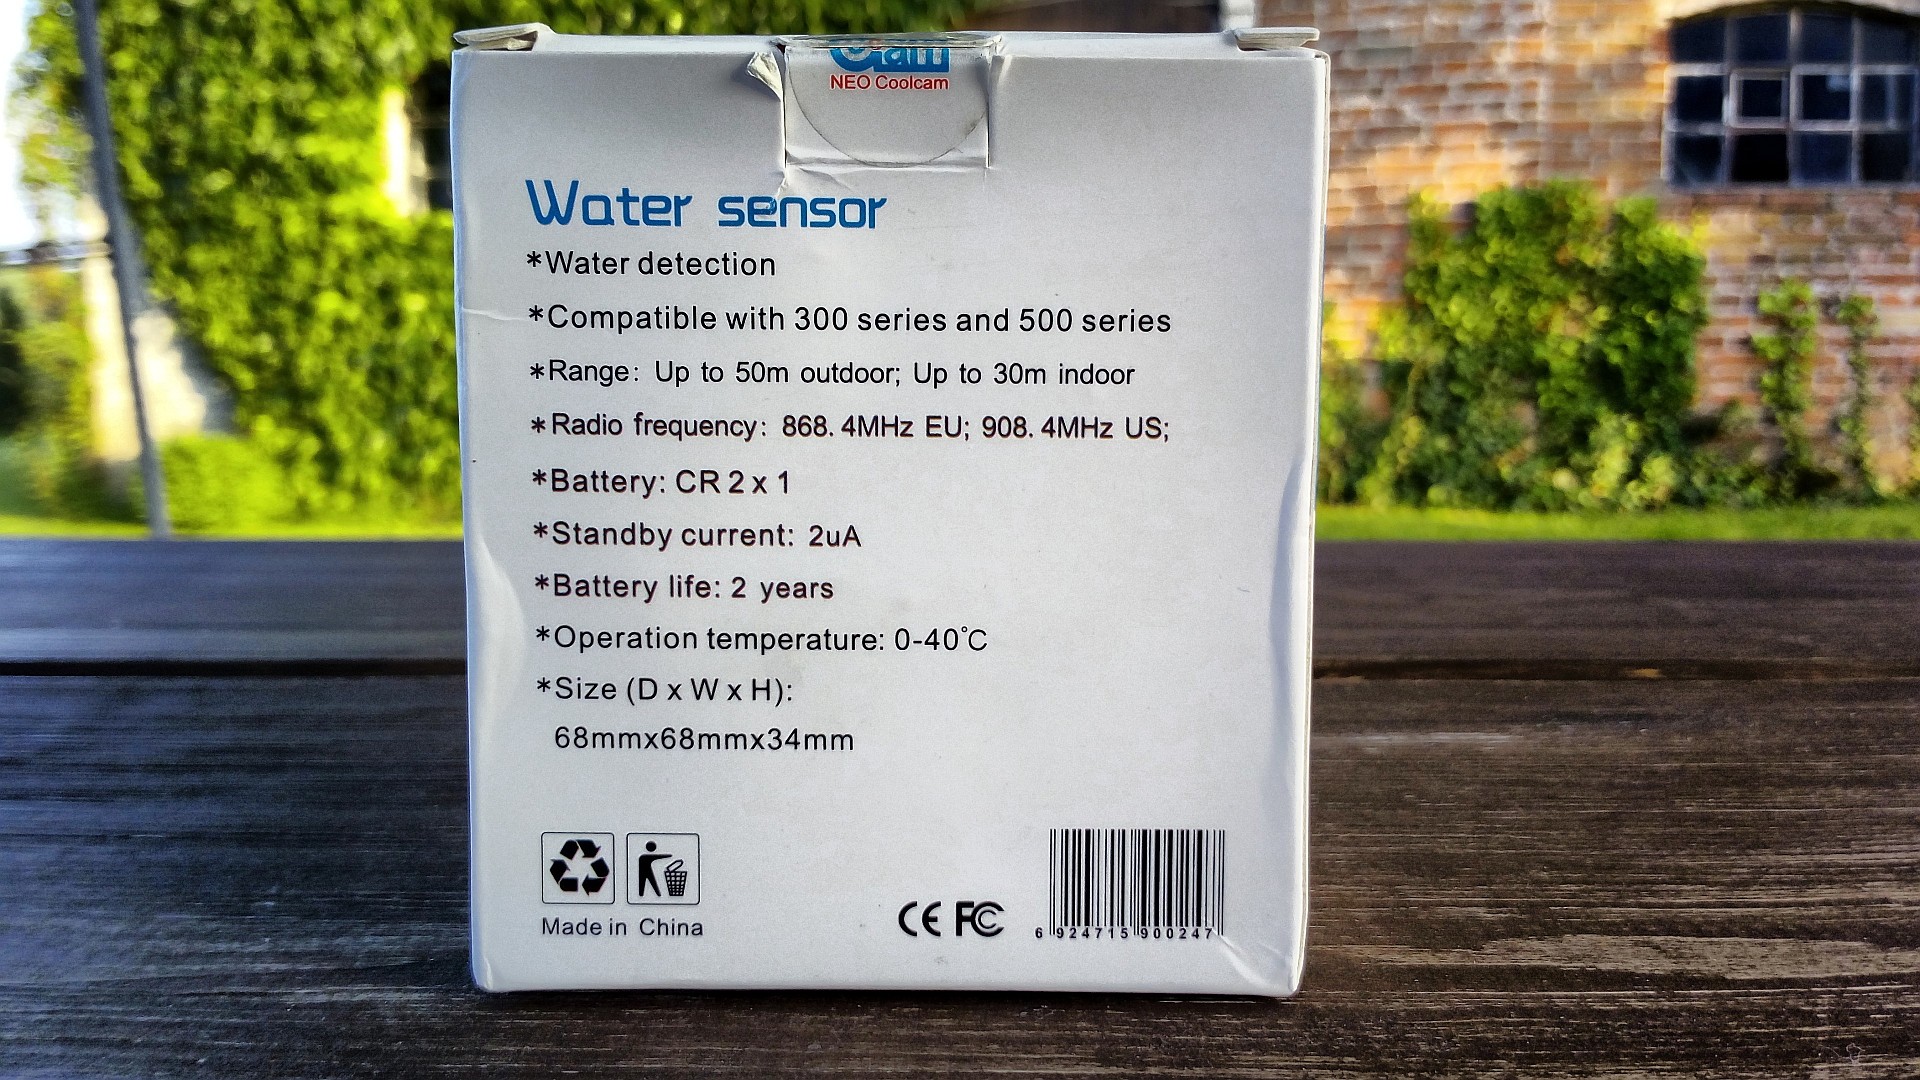 NEO Coolcam
Water sensor
*Water detection
*Compatible with 300 series and 500 series
*Range: Up to 50m outdoor; Up to 30m indoor
*Radio frequency: 868.4MHz EU; 908.4MHz US;
*Battery: CR2 x 1
*Standby current: 2uA
*Battery life: 2 years
*Operation temperature: 0-40℃
*Size (D x W x H):
68mmx68mmx34mm
Made in China
CE FC
6 924715 900247